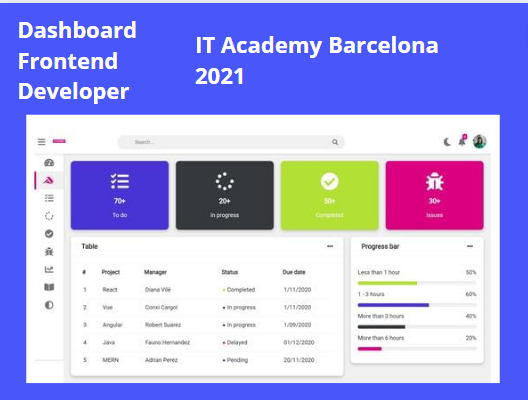 Dashboard
Frontend
Developer
IT Academy Barcelona
2021
Search...
70+
To do
20+
In progress
50+
Completed
30+
Issues
Table
# Project Manager Status Due date
1 React Diana Vilé Completed 1/11/2020
2 Vue Conxi Cargol In progress 1/11/2020
3 Angular Robert Suarez In progress 1/09/2020
4 Java Fauno Hernandez Delayed 01/12/2020
5 MERN Adrian Perez Pending 20/11/2020
Progress bar
Less than 1 hour 50%
1 - 3 hours 60%
More than 3 hours 40%
More than 6 hours 20%